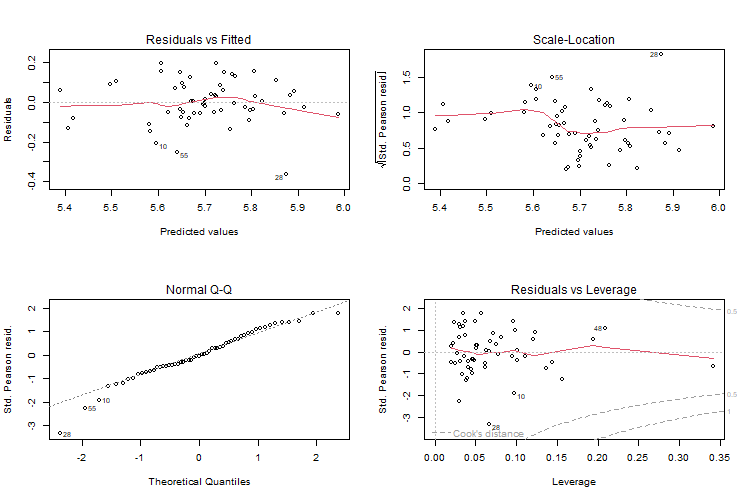 Residuals vs Fitted
Residuals
0.2
0.0
-0.2
-0.4
10
55
28
5.4 5.5 5.6 5.7 5.8 5.9 6.0
Predicted values
Scale-Location
√|Std. Pearson resid.|
1.5
1.0
0.5
0.0
28
55
10
5.4 5.5 5.6 5.7 5.8 5.9 6.0
Predicted values
Normal Q-Q
Std. Pearson resid.
2
1
0
-1
-2
-3
10
55
28
-2 -1 0 1 2
Theoretical Quantiles
Residuals vs Leverage
Std. Pearson resid.
2
1
0
-1
-2
-3
48
10
28
Cook's distance
0.5
0.5
1
0.00 0.05 0.10 0.15 0.20 0.25 0.30 0.35
Leverage